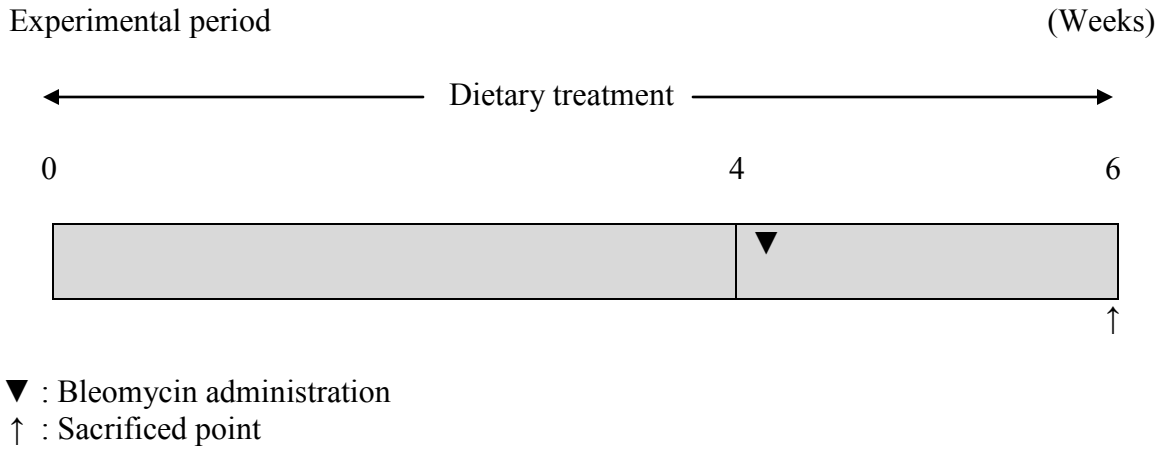 Experimental period (Weeks)
Dietary treatment
0 4 6
▼ : Bleomycin administration
↑ : Sacrificed point